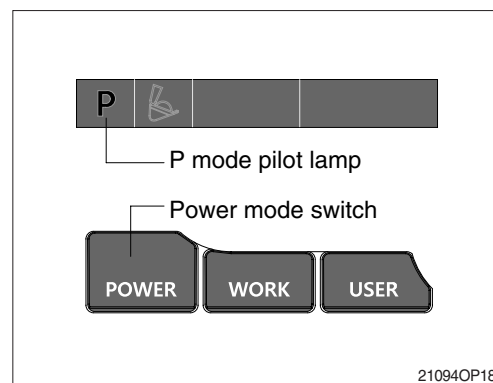 P
P mode pilot lamp
Power mode switch
POWER WORK USER
21094OP18